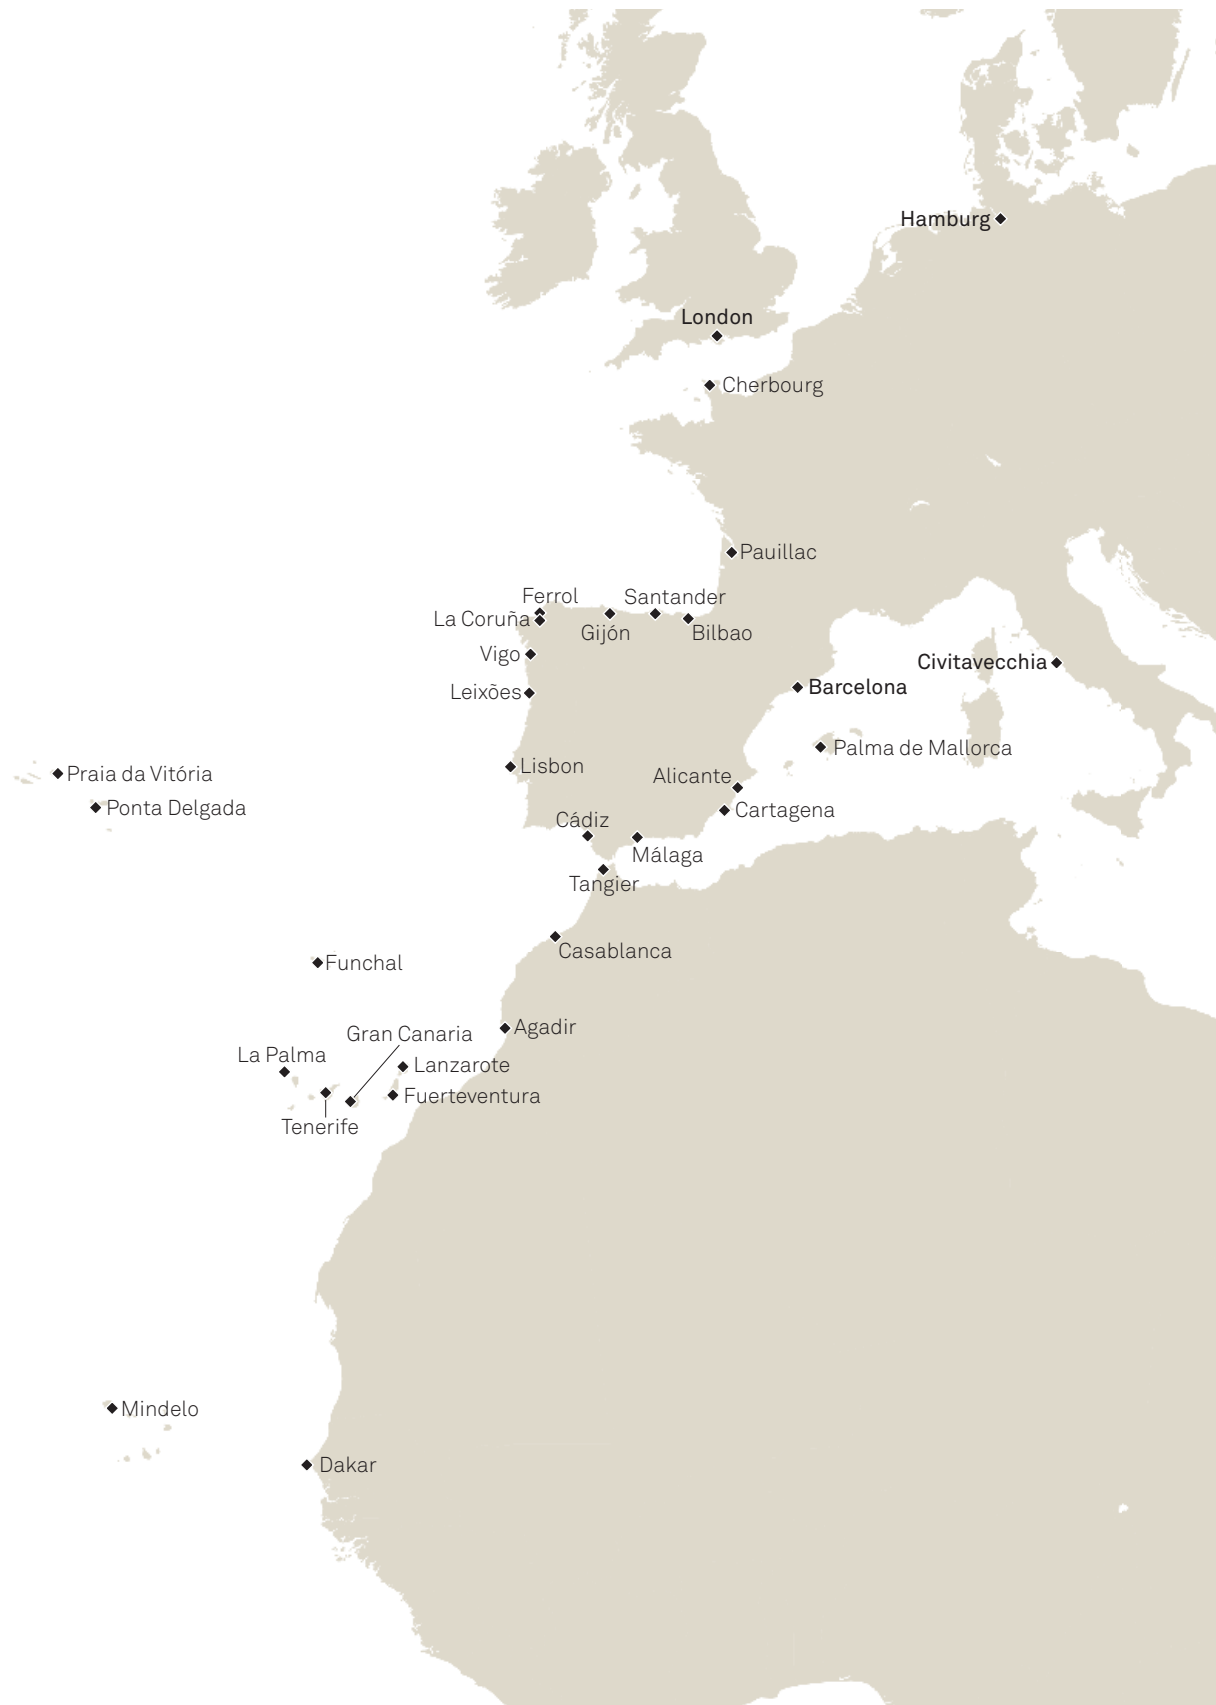 Hamburg
London
Cherbourg
Pauillac
Ferrol
Santander
La Coruña
Gijón
Bilbao
Vigo
Civitavecchia
Barcelona
Leixões
Palma de Mallorca
Lisbon
Praia da Vitória
Alicante
Ponta Delgada
Cartagena
Cádiz
Málaga
Tangier
Casablanca
Funchal
Agadir
Gran Canaria
La Palma
Lanzarote
Fuerteventura
Tenerife
Mindelo
Dakar